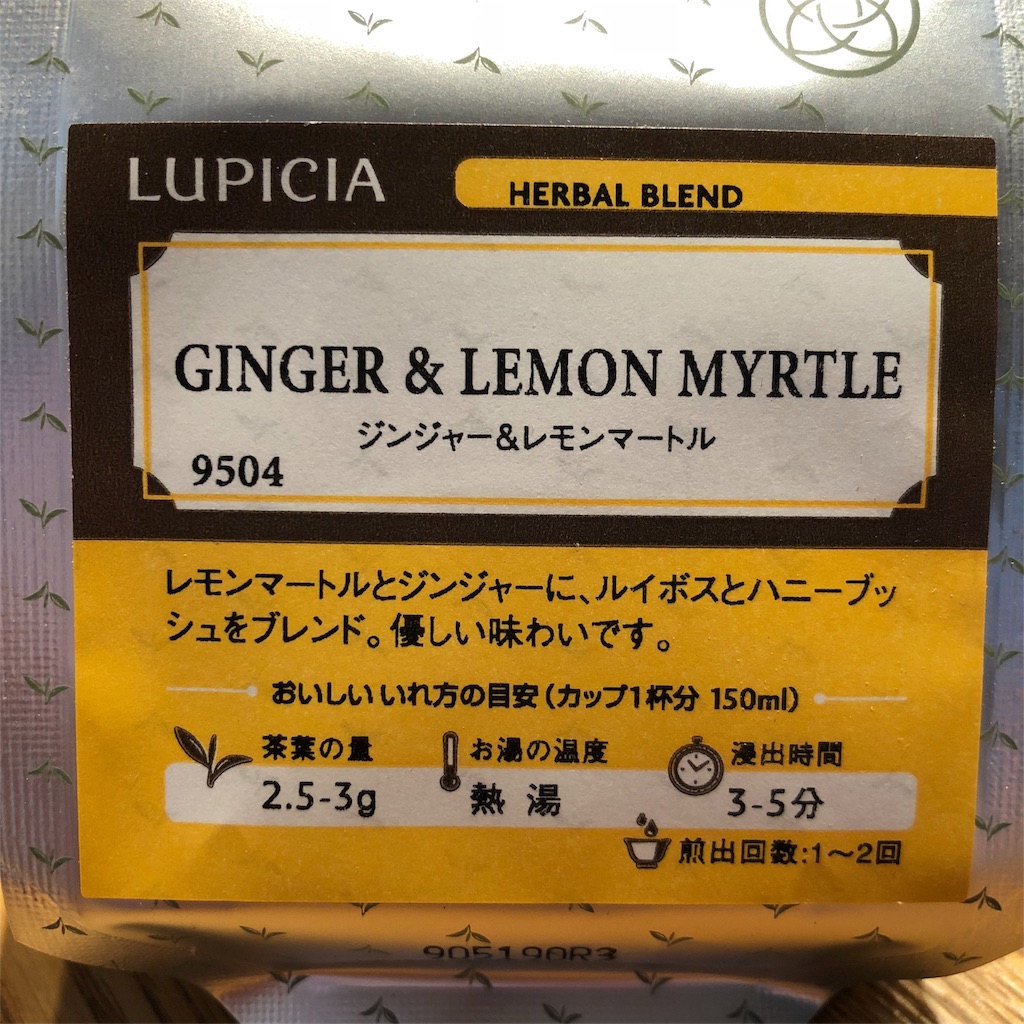 LUPICIA
HERBAL BLEND
GINGER & LEMON MYRTLE
ジンジャー&レモンマートル
9504
レモンマートルとジンジャーに、ルイボスとハニーブッ
シュをブレンド。優しい味わいです。
おいしいいれ方の目安(カップ1杯分 150ml)
茶葉の量
お湯の温度
浸出時間
2.5-3g
熱湯
3-5分
煎出回数:1〜2回
905190R3